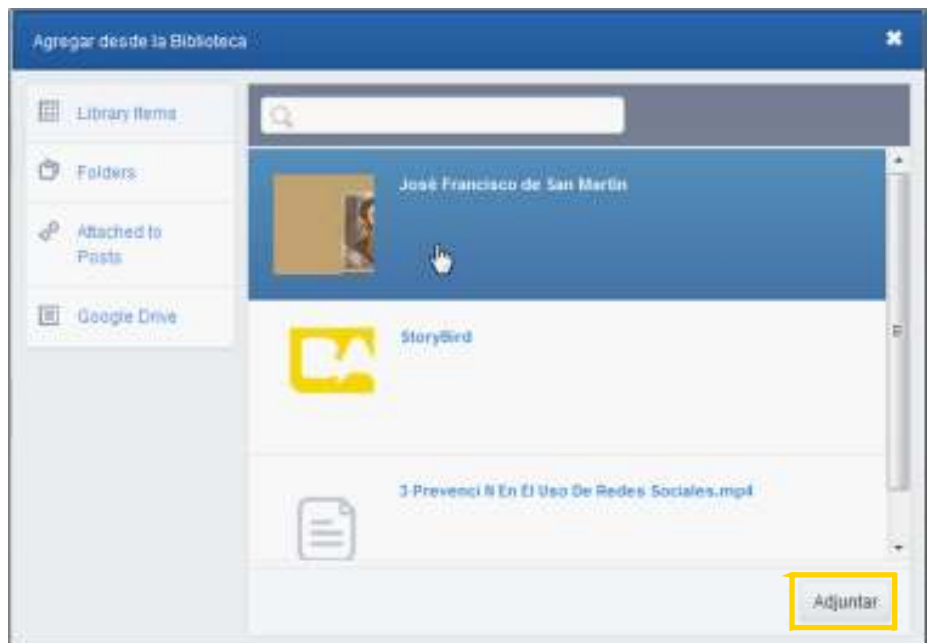 Agregar desde la Biblioteca
Library Items
Folders
Attached to
Posts
Google Drive
José Francisco de San Martín
StoryBird
3 Prevenci N En El Uso De Redes Sociales.mp4
Adjuntar